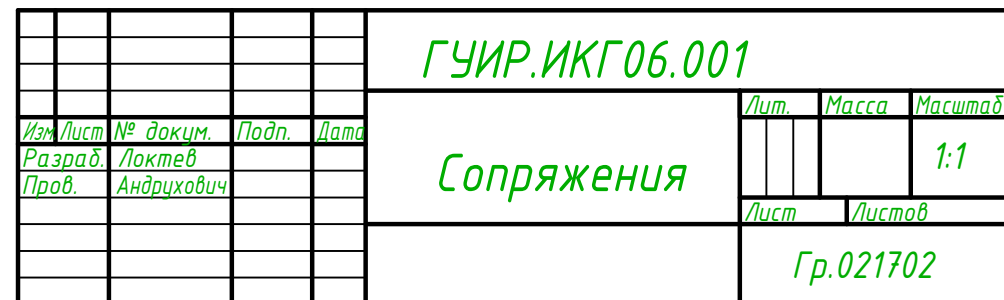 ГУИР.ИКГ06.001
Лит. Масса Масштаб
Изм Лист № докум. Подп. Дата
Разраб. Локтев
Пров. Андрухович
Сопряжения
1:1
Лист Листов
Гр.021702